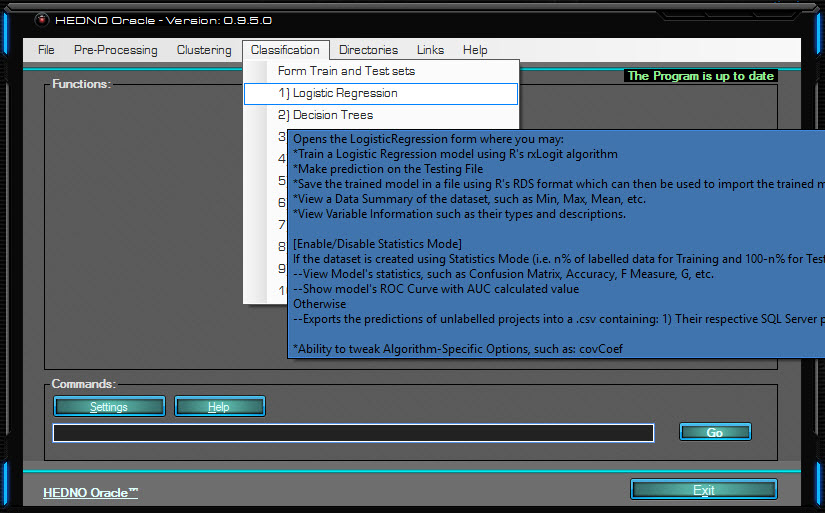 HEDNO Oracle - Version: 0.9.5.0
File Pre-Processing Clustering Classification Directories Links Help
Functions:
The Program is up to date
Form Train and Test sets
1) Logistic Regression
2) Decision Trees
3
4
5
6
7
8
9
Opens the LogisticRegression form where you may:
*Train a Logistic Regression model using R's rxLogit algorithm
*Make prediction on the Testing File
*Save the trained model in a file using R's RDS format which can then be used to import the trained m
*View a Data Summary of the dataset, such as Min, Max, Mean, etc.
*View Variable Information such as their types and descriptions.
[Enable/Disable Statistics Mode]
If the dataset is created using Statistics Mode (i.e. n% of labelled data for Training and 100-n% for Test
--View Model's statistics, such as Confusion Matrix, Accuracy, F Measure, G, etc.
--Show model's ROC Curve with AUC calculated value
Otherwise
--Exports the predictions of unlabelled projects into a .csv containing: 1) Their respective SQL Server p
*Ability to tweak Algorithm-Specific Options, such as: covCoef
Commands:
Settings Help
Go
HEDNO Oracle™
Exit